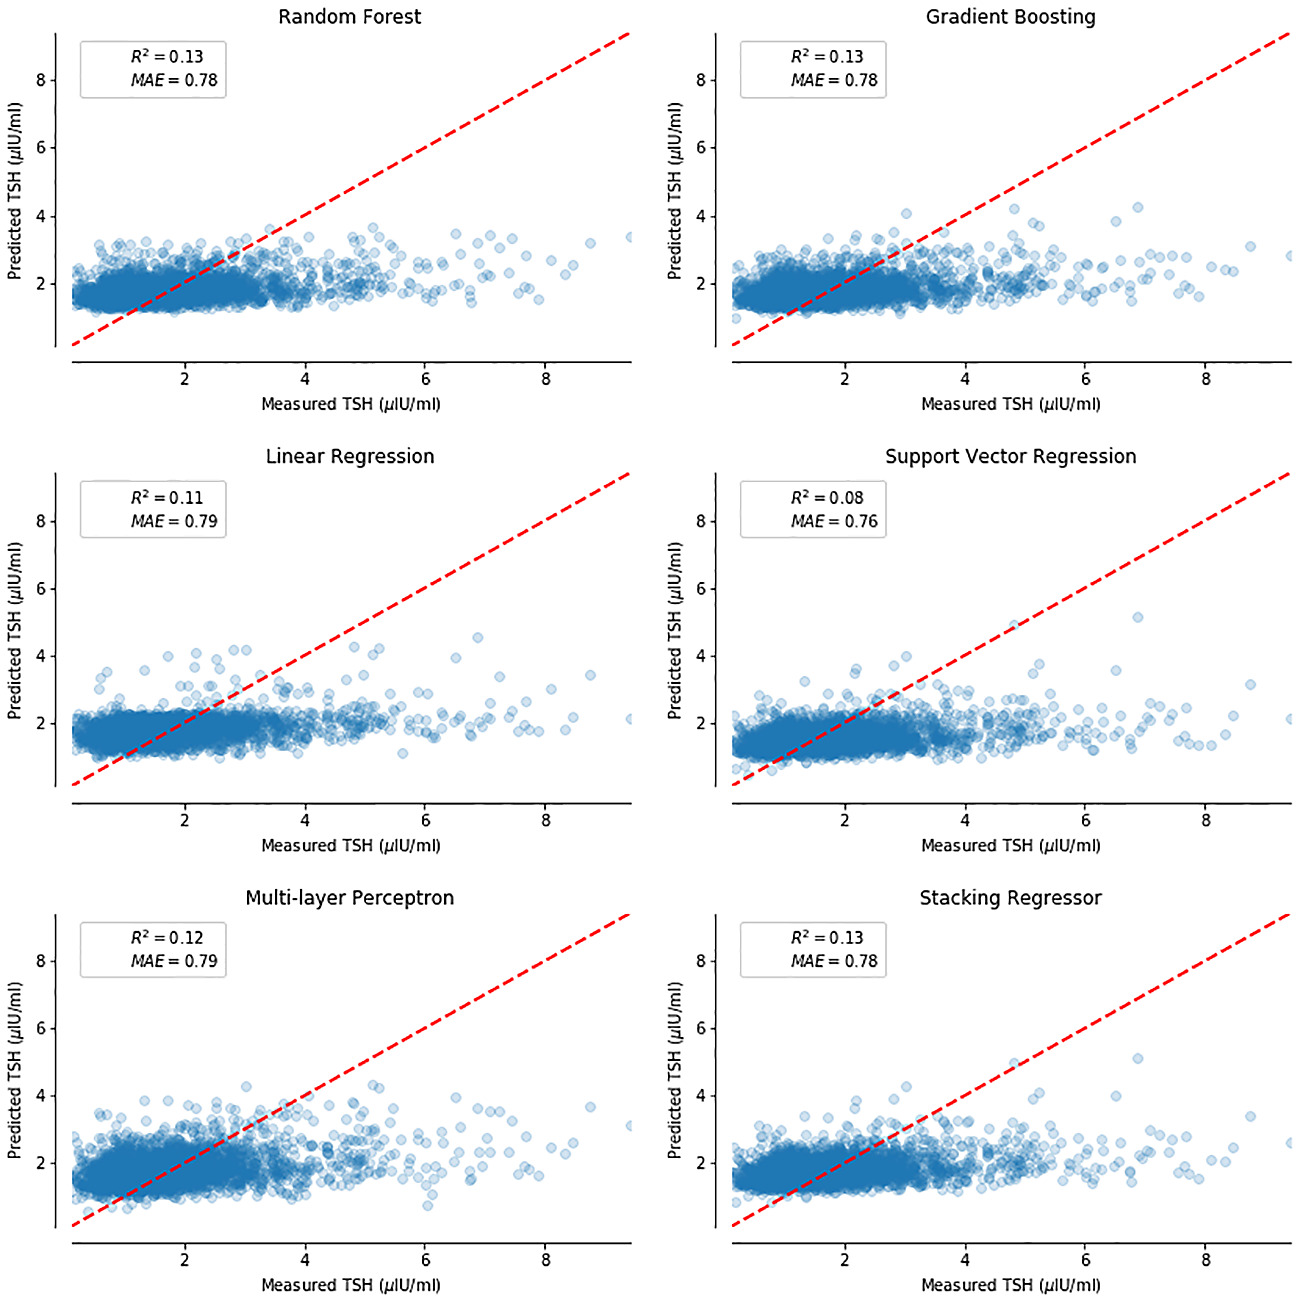 Random Forest
R² = 0.13
MAE = 0.78
8
6
4
2
Predicted TSH (μIU/ml)
2 4 6 8
Measured TSH (μIU/ml)
Gradient Boosting
R² = 0.13
MAE = 0.78
8
6
4
2
Predicted TSH (μIU/ml)
2 4 6 8
Measured TSH (μIU/ml)
Linear Regression
R² = 0.11
MAE = 0.79
8
6
4
2
Predicted TSH (μIU/ml)
2 4 6 8
Measured TSH (μIU/ml)
Support Vector Regression
R² = 0.08
MAE = 0.76
8
6
4
2
Predicted TSH (μIU/ml)
2 4 6 8
Measured TSH (μIU/ml)
Multi-layer Perceptron
R² = 0.12
MAE = 0.79
8
6
4
2
Predicted TSH (μIU/ml)
2 4 6 8
Measured TSH (μIU/ml)
Stacking Regressor
R² = 0.13
MAE = 0.78
8
6
4
2
Predicted TSH (μIU/ml)
2 4 6 8
Measured TSH (μIU/ml)